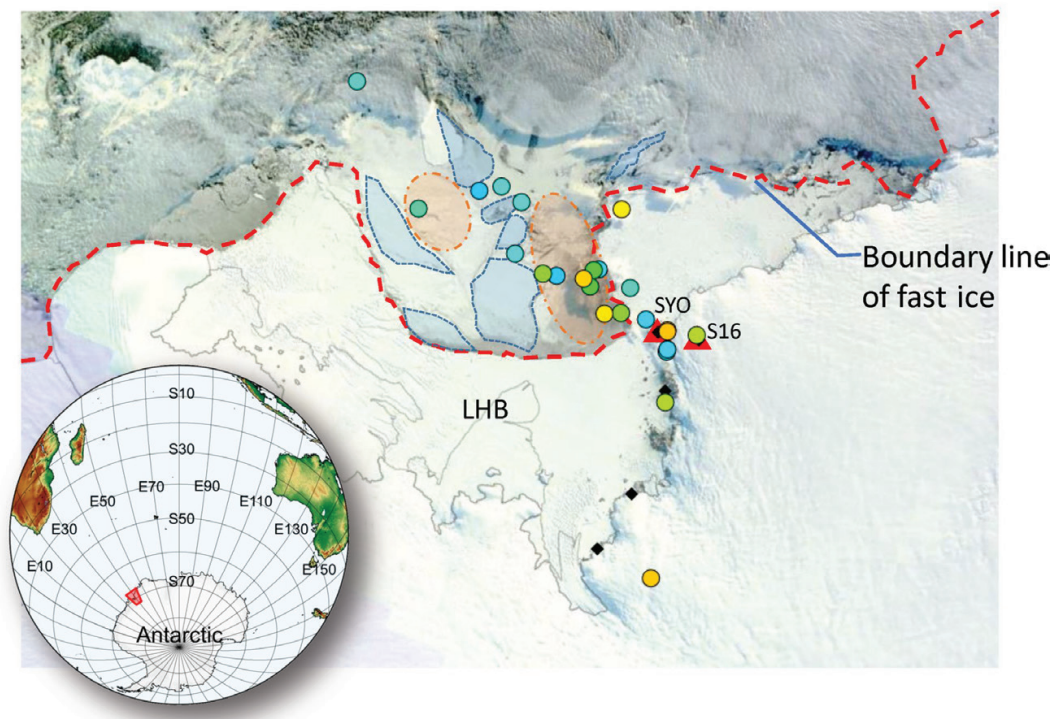 Boundary line
of fast ice
SYO
S16
LHB
S10
S30
E70
E90
E50
E110
S50
E30
E130
E10
E150
S70
Antarctic